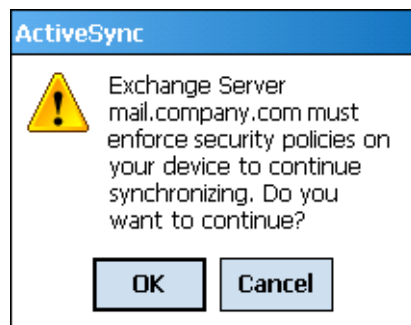 ActiveSync
Exchange Server
mail.company.com must
enforce security policies on
your device to continue
synchronizing. Do you
want to continue?
OK Cancel